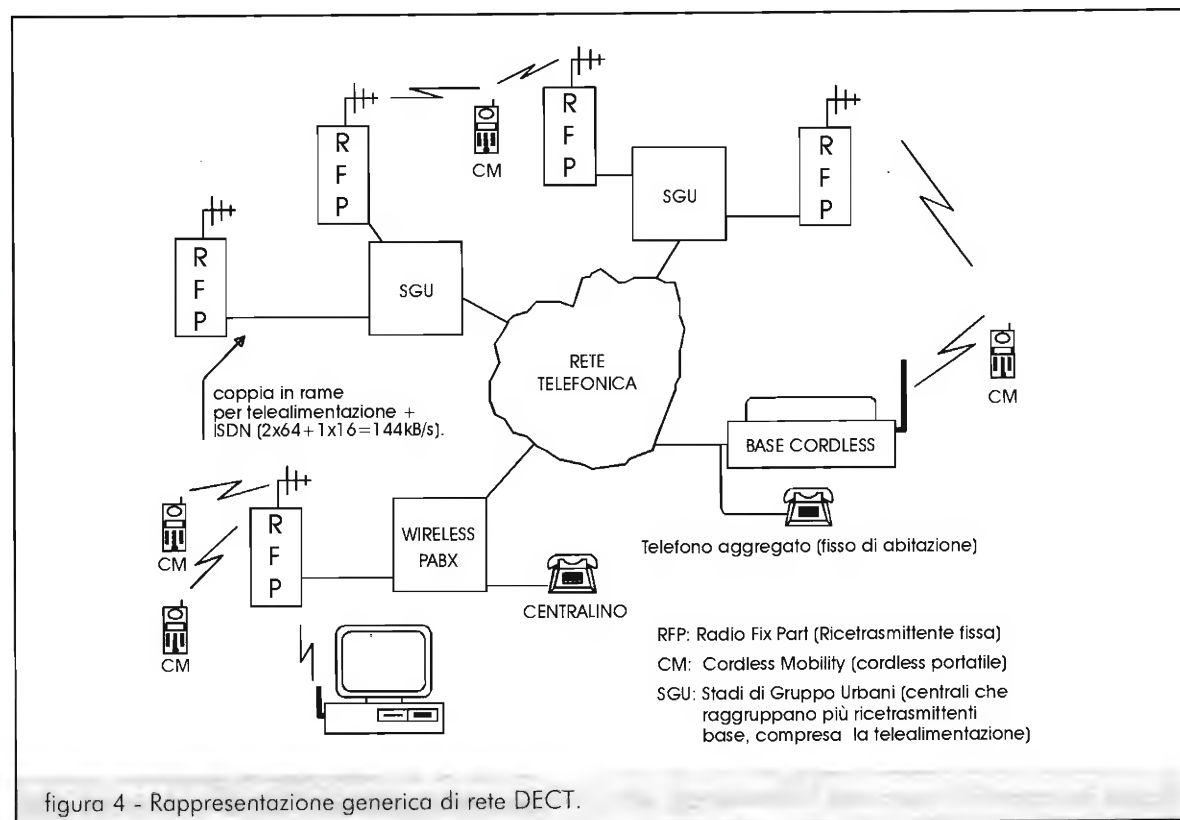 R
F
P
CM
R
F
P
R
F
P
R
F
P
SGU
SGU
R
F
P
RETE
TELEFONICA
coppia in rame
per telealimentazione +
ISDN (2x64+1x16=144kB/s).
CM
BASE CORDLESS
CM
R
F
P
WIRELESS
PABX
Telefono aggregato (fisso di abitazione)
CENTRALINO
CM
RFP: Radio Fix Part (Ricetrasmittente fissa)
CM: Cordless Mobility (cordless portatile)
SGU: Stadi di Gruppo Urbani (centrali che
raggruppano più ricetrasmittenti
base, compresa la telealimentazione)
figura 4 - Rappresentazione generica di rete DECT.